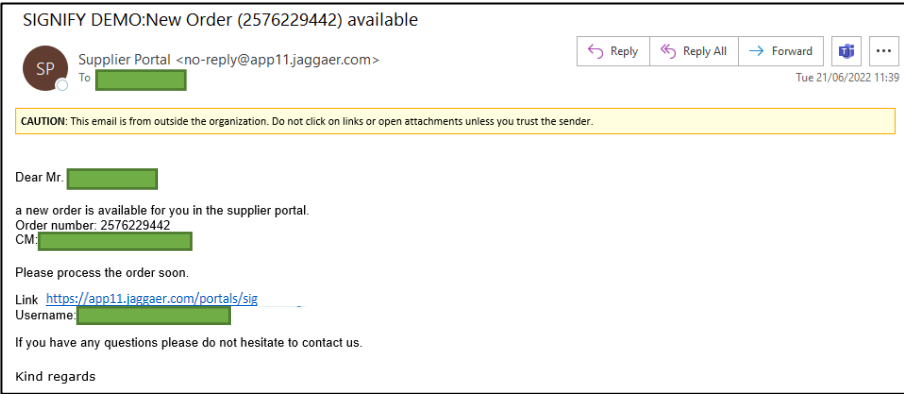 SIGNIFY DEMO:New Order (2576229442) available
SP
Supplier Portal <no-reply@app11.jaggaer.com>
To
Reply
Reply All
Forward
Tue 21/06/2022 11:39
CAUTION: This email is from outside the organization. Do not click on links or open attachments unless you trust the sender.
Dear Mr.
a new order is available for you in the supplier portal.
Order number: 2576229442
CM:
Please process the order soon.
Link https://app11.jaggaer.com/portals/sig
Username:
If you have any questions please do not hesitate to contact us.
Kind regards